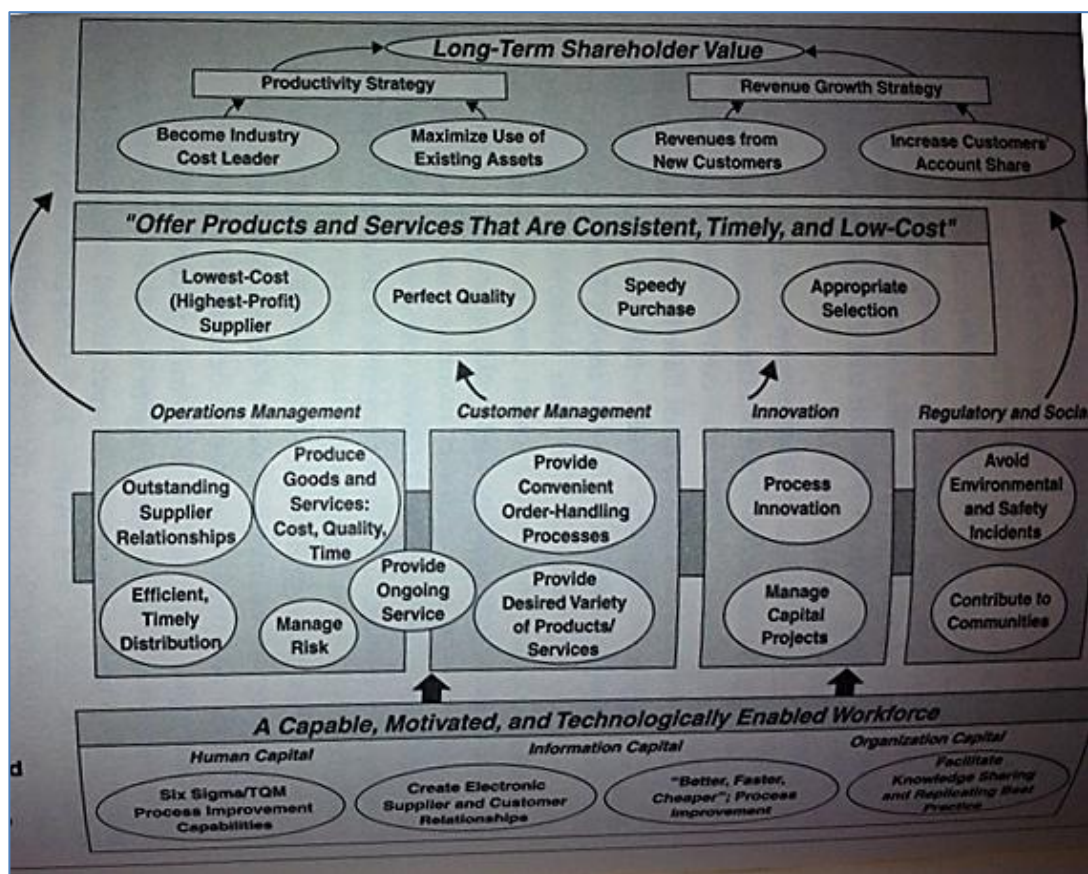 Long-Term Shareholder Value
Productivity Strategy
Revenue Growth Strategy
Become Industry
Cost Leader
Maximize Use of
Existing Assets
Revenues from
New Customers
Increase Customers'
Account Share
"Offer Products and Services That Are Consistent, Timely, and Low-Cost"
Lowest-Cost
(Highest-Profit)
Supplier
Perfect Quality
Speedy
Purchase
Appropriate
Selection
Operations Management
Customer Management
Innovation
Regulatory and Social
Outstanding
Supplier
Relationships
Produce
Goods and
Services:
Cost, Quality,
Time
Efficient,
Timely
Distribution
Manage
Risk
Provide
Ongoing
Service
Provide
Convenient
Order-Handling
Processes
Provide
Desired Variety
of Products/
Services
Process
Innovation
Manage
Capital
Projects
Avoid
Environmental
and Safety
Incidents
Contribute to
Communities
A Capable, Motivated, and Technologically Enabled Workforce
Human Capital
Information Capital
Organization Capital
d
Six Sigma/TQM
Process Improvement
Capabilities
Create Electronic
Supplier and Customer
Relationships
"Better, Faster,
Cheaper"; Process
Improvement
Facilitate
Knowledge Sharing
and Replicating Best
Practice